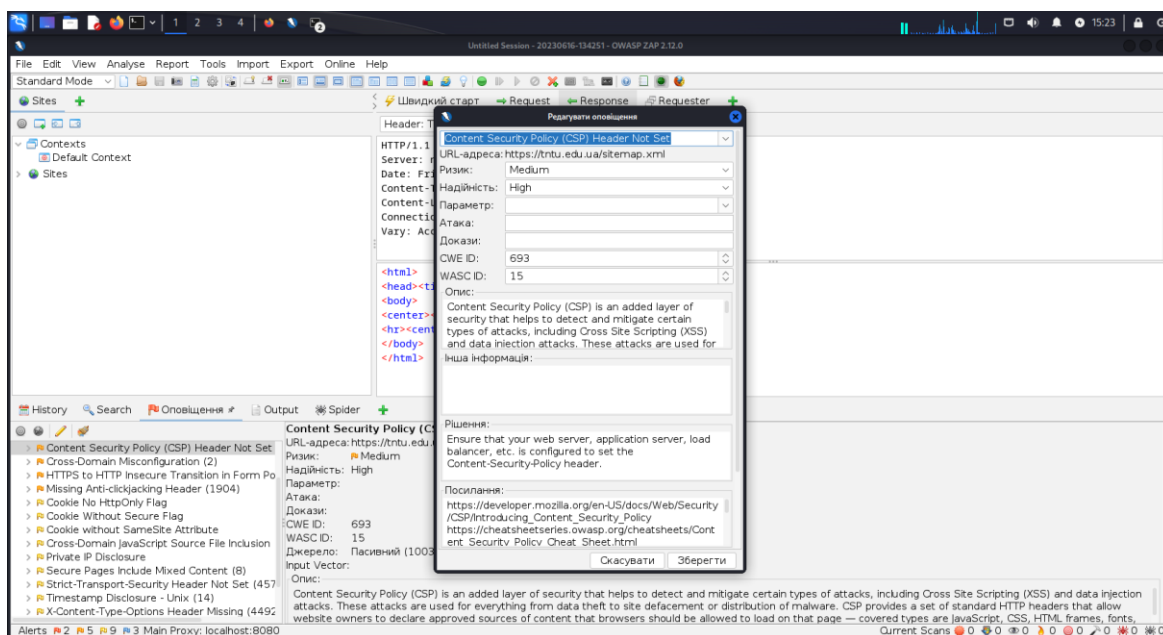 1 2 3 4
15:23
Untitled Session - 20230616-134251 - OWASP ZAP 2.12.0
File Edit View Analyse Report Tools Import Export Online Help
Standard Mode
Sites
Швидкий старт Request Response Requester
Header: T
Contexts
Default Context
Sites
HTTP/1.1
Server:
Date: Fri
Content-T
Content-L
Connectio
Vary: Acc
<html>
<head><ti
<body>
<center>
<hr><cent
</body>
</html>
Редагувати оповіщення
Content Security Policy (CSP) Header Not Set
URL-адреса: https://tntu.edu.ua/sitemap.xml
Ризик: Medium
Надійність: High
Параметр:
Атака:
Докази:
CWE ID: 693
WASC ID: 15
Опис:
Content Security Policy (CSP) is an added layer of
security that helps to detect and mitigate certain
types of attacks, including Cross Site Scripting (XSS)
and data injection attacks. These attacks are used for
Інша інформація:
Рішення:
Ensure that your web server, application server, load
balancer, etc. is configured to set the
Content-Security-Policy header.
Посилання:
https://developer.mozilla.org/en-US/docs/Web/Security
/CSP/Introducing_Content_Security_Policy
https://cheatsheetseries.owasp.org/cheatsheets/Cont
ent_Security_Policy_Cheat_Sheet.html
Скасувати Зберегти
History Search Оповіщення Output Spider
Content Security Policy (CSP) Header Not Set
Cross-Domain Misconfiguration (2)
HTTPS to HTTP Insecure Transition in Form Po
Missing Anti-clickjacking Header (1904)
Cookie No HttpOnly Flag
Cookie Without Secure Flag
Cookie without SameSite Attribute
Cross-Domain JavaScript Source File Inclusion
Private IP Disclosure
Secure Pages Include Mixed Content (8)
Strict-Transport-Security Header Not Set (457
Timestamp Disclosure - Unix (14)
X-Content-Type-Options Header Missing (4492
Content Security Policy (CS
URL-адреса: https://tntu.edu.
Ризик: Medium
Надійність: High
Параметр:
Атака:
Докази:
CWE ID: 693
WASC ID: 15
Джерело: Пасивний (1003
Input Vector:
Опис:
Content Security Policy (CSP) is an added layer of security that helps to detect and mitigate certain types of attacks, including Cross Site Scripting (XSS) and data injection
attacks. These attacks are used for everything from data theft to site defacement or distribution of malware. CSP provides a set of standard HTTP headers that allow
website owners to declare approved sources of content that browsers should be allowed to load on that page — covered types are JavaScript, CSS, HTML frames, fonts,
Alerts 2 5 9 3 Main Proxy: localhost:8080
Current Scans 0 0 0 0 0 0 0 0